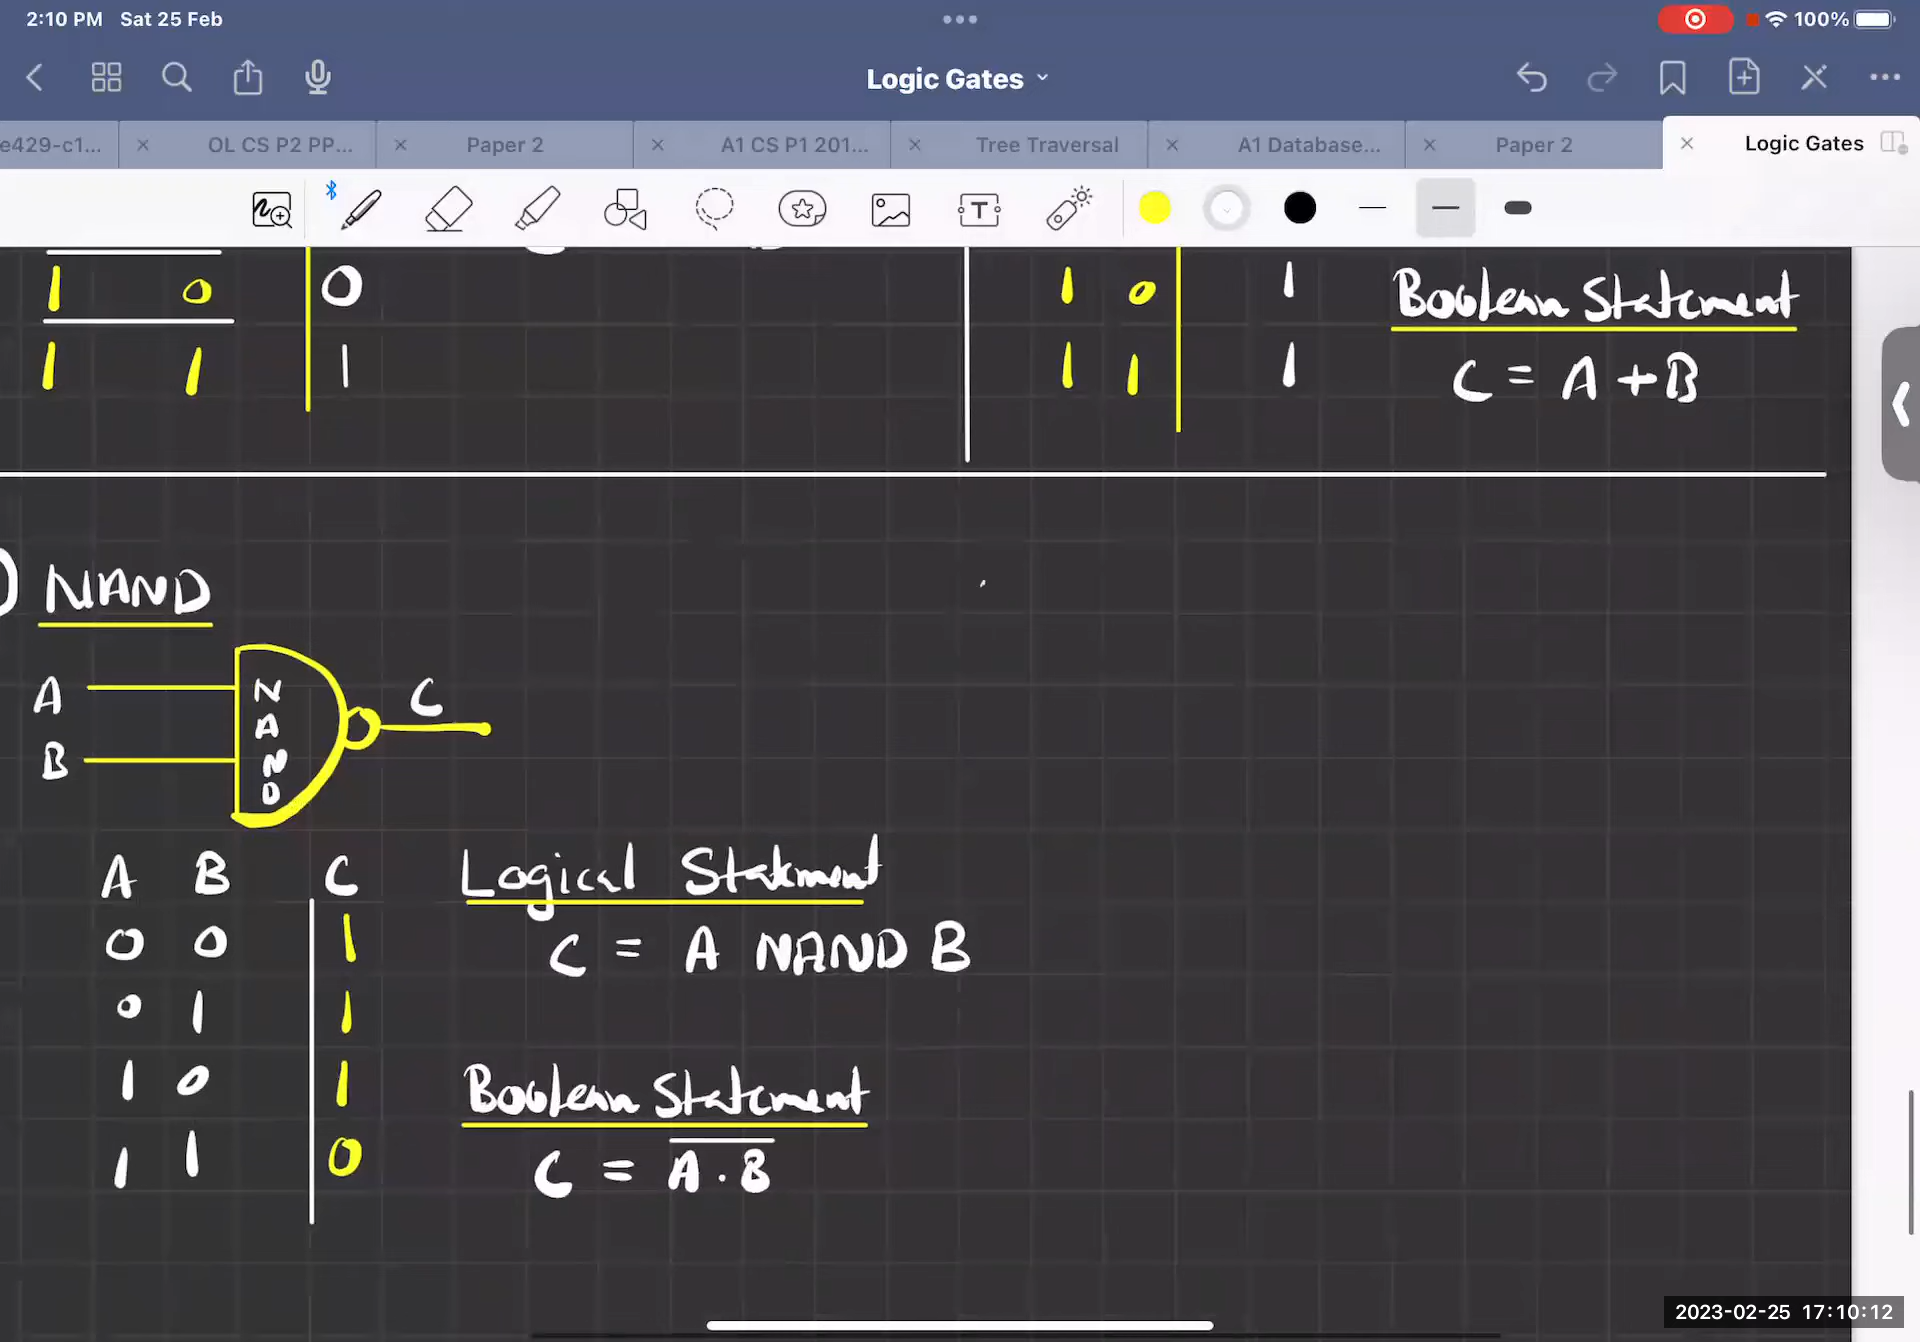 2:10 PM Sat 25 Feb
100%
Logic Gates
e429-c1...
OL CS P2 PP...
Paper 2
A1 CS P1 201...
Tree Traversal
A1 Database...
Paper 2
Logic Gates
1 0 0
1 1 1
1 0 1
1 1 1
Boolean Statement
C = A + B
) NAND
A
B
NAND
C
A B C
0 0 1
0 1 1
1 0 1
1 1 0
Logical Statement
C = A NAND B
Boolean Statement
C = A̅ ̅.̅ ̅B̅
2023-02-25 17:10:12